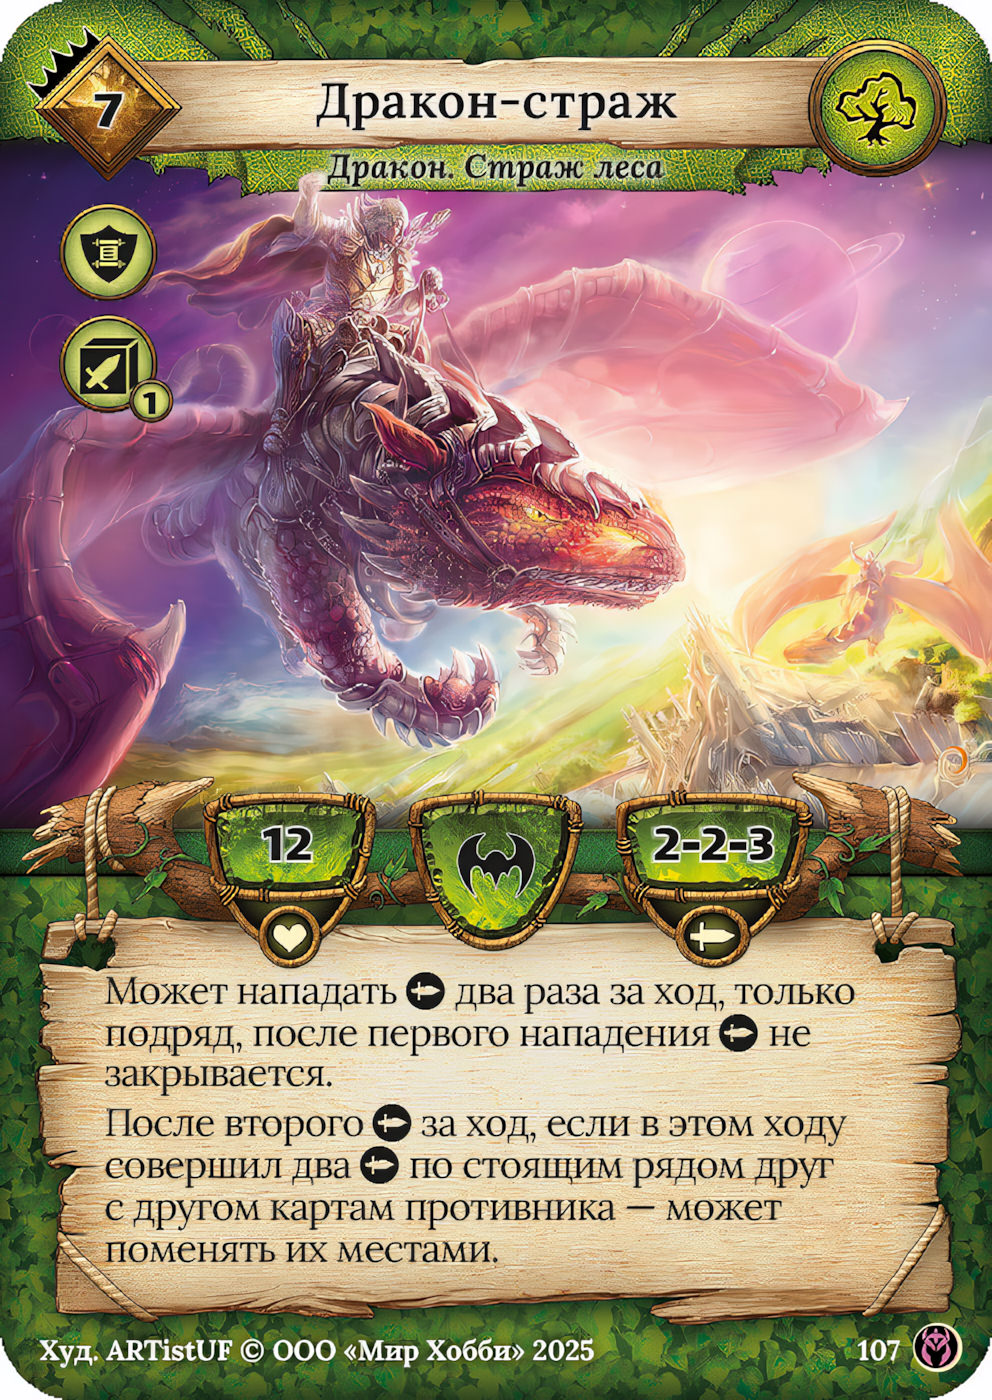 7
Дракон-страж
Дракон. Страж леса
1
12
2-2-3
Может нападать два раза за ход, только
подряд, после первого нападения не
закрывается.
После второго за ход, если в этом ходу
совершил два по стоящим рядом друг
с другом картам противника — может
поменять их местами.
Худ. ARTistUF © ООО «Мир Хобби» 2025
107